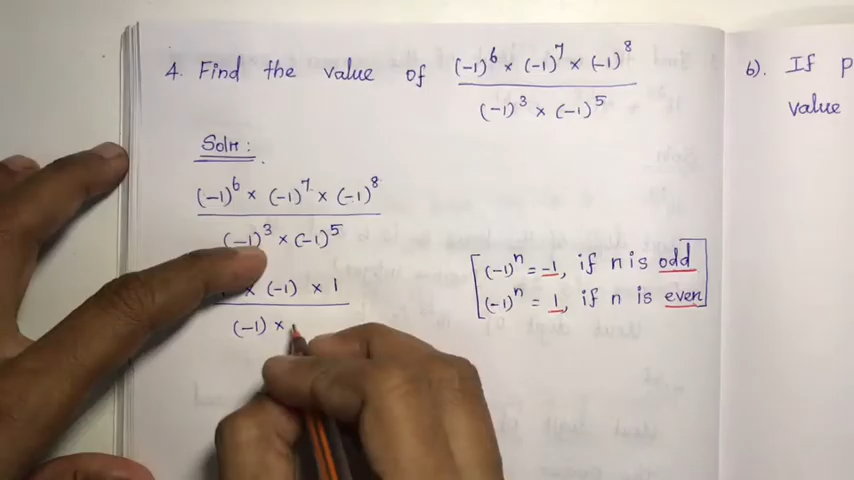 4. Find the value of (-1)⁶ × (-1)⁷ × (-1)⁸
(-1)³ × (-1)⁵
Soln :
(-1)⁶ × (-1)⁷ × (-1)⁸
(-1)³ × (-1)⁵
× (-1) × 1
(-1) ×
(-1)ⁿ = -1, if n is odd
(-1)ⁿ = 1, if n is even
6). If p
value